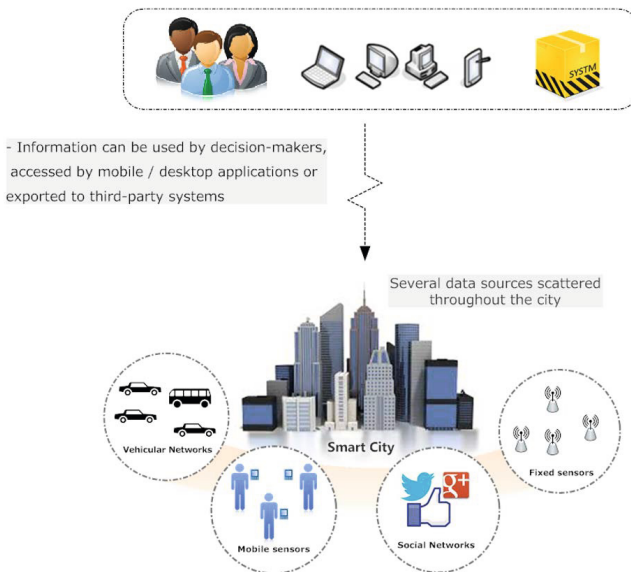 SYSTM
- Information can be used by decision-makers,
accessed by mobile / desktop applications or
exported to third-party systems
Several data sources scattered
throughout the city
Vehicular Networks
Smart City
Fixed sensors
Mobile sensors
g+
Social Networks